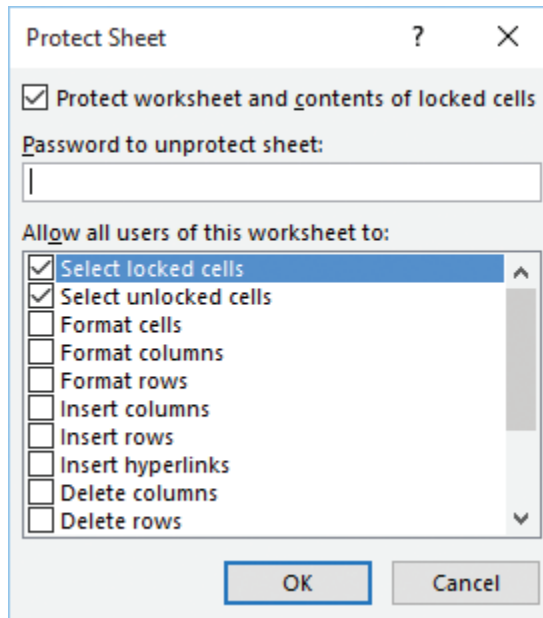 Protect Sheet ?
Protect worksheet and contents of locked cells
Password to unprotect sheet:
Allow all users of this worksheet to:
Select locked cells
Select unlocked cells
Format cells
Format columns
Format rows
Insert columns
Insert rows
Insert hyperlinks
Delete columns
Delete rows
OK Cancel